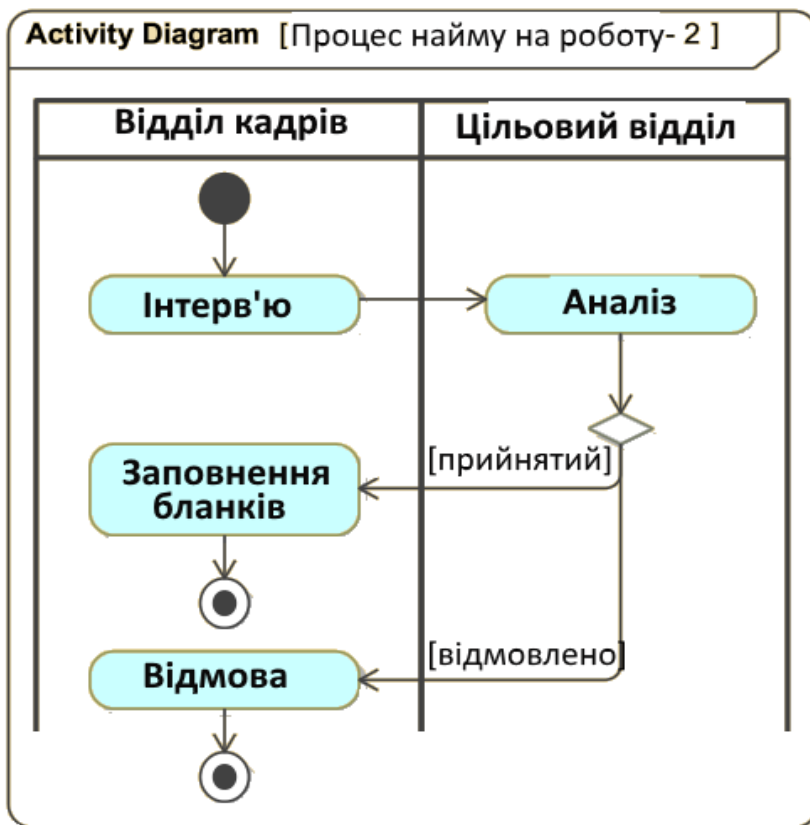 Activity Diagram [Процес найму на роботу- 2 ]
Відділ кадрів
Цільовий відділ
Інтерв'ю
Аналіз
[прийнятий]
Заповнення
бланків
[відмовлено]
Відмова